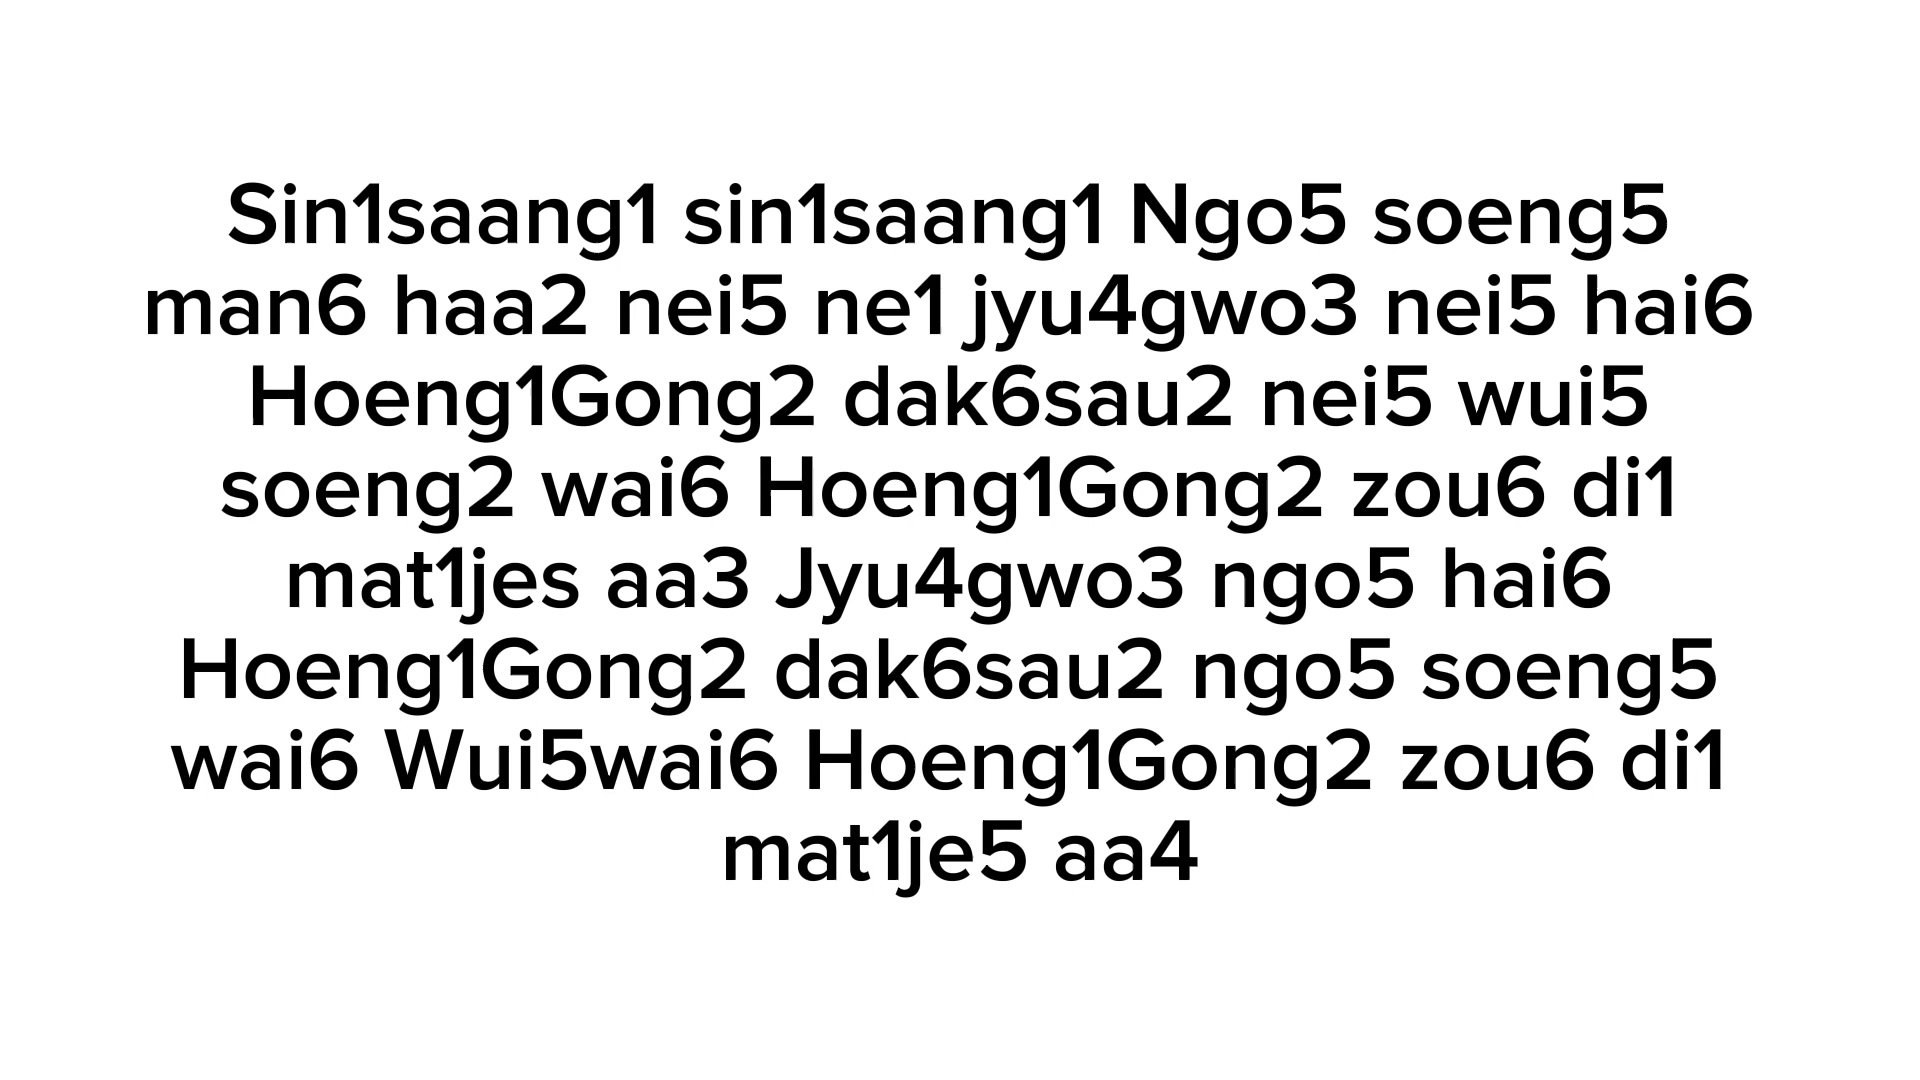 Sin1saang1 sin1saang1 Ngo5 soeng5
man6 haa2 nei5 ne1 jyu4gwo3 nei5 hai6
Hoeng1Gong2 dak6sau2 nei5 wui5
soeng2 wai6 Hoeng1Gong2 zou6 di1
mat1jes aa3 Jyu4gwo3 ngo5 hai6
Hoeng1Gong2 dak6sau2 ngo5 soeng5
wai6 Wui5wai6 Hoeng1Gong2 zou6 di1
mat1je5 aa4